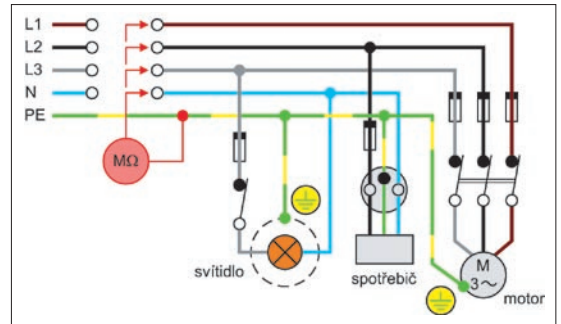 L1
L2
L3
N
PE
MΩ
svítidlo
spotřebič
M
3~
motor